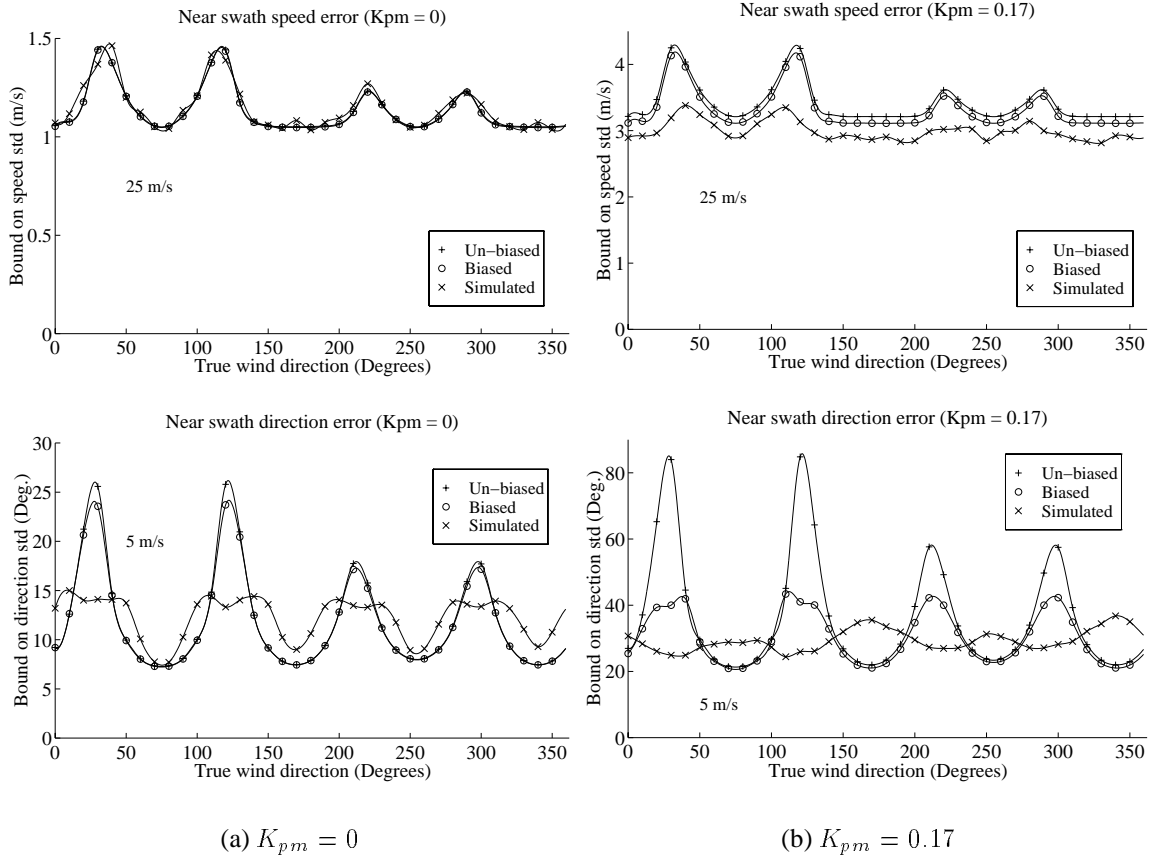 Near swath speed error (Kpm = 0)
Bound on speed std (m/s)
1.5
1
0.5
0
25 m/s
Un−biased
Biased
Simulated
0 50 100 150 200 250 300 350
True wind direction (Degrees)
Near swath speed error (Kpm = 0.17)
Bound on speed std (m/s)
4
3
2
1
0
25 m/s
Un−biased
Biased
Simulated
0 50 100 150 200 250 300 350
True wind direction (Degrees)
Near swath direction error (Kpm = 0)
Bound on direction std (Deg.)
30
25
20
15
10
5
0
5 m/s
Un−biased
Biased
Simulated
0 50 100 150 200 250 300 350
True wind direction (Degrees)
Near swath direction error (Kpm = 0.17)
Bound on direction std (Deg.)
80
60
40
20
0
5 m/s
Un−biased
Biased
Simulated
0 50 100 150 200 250 300 350
True wind direction (Degrees)
(a) Kpm = 0
(b) Kpm = 0.17